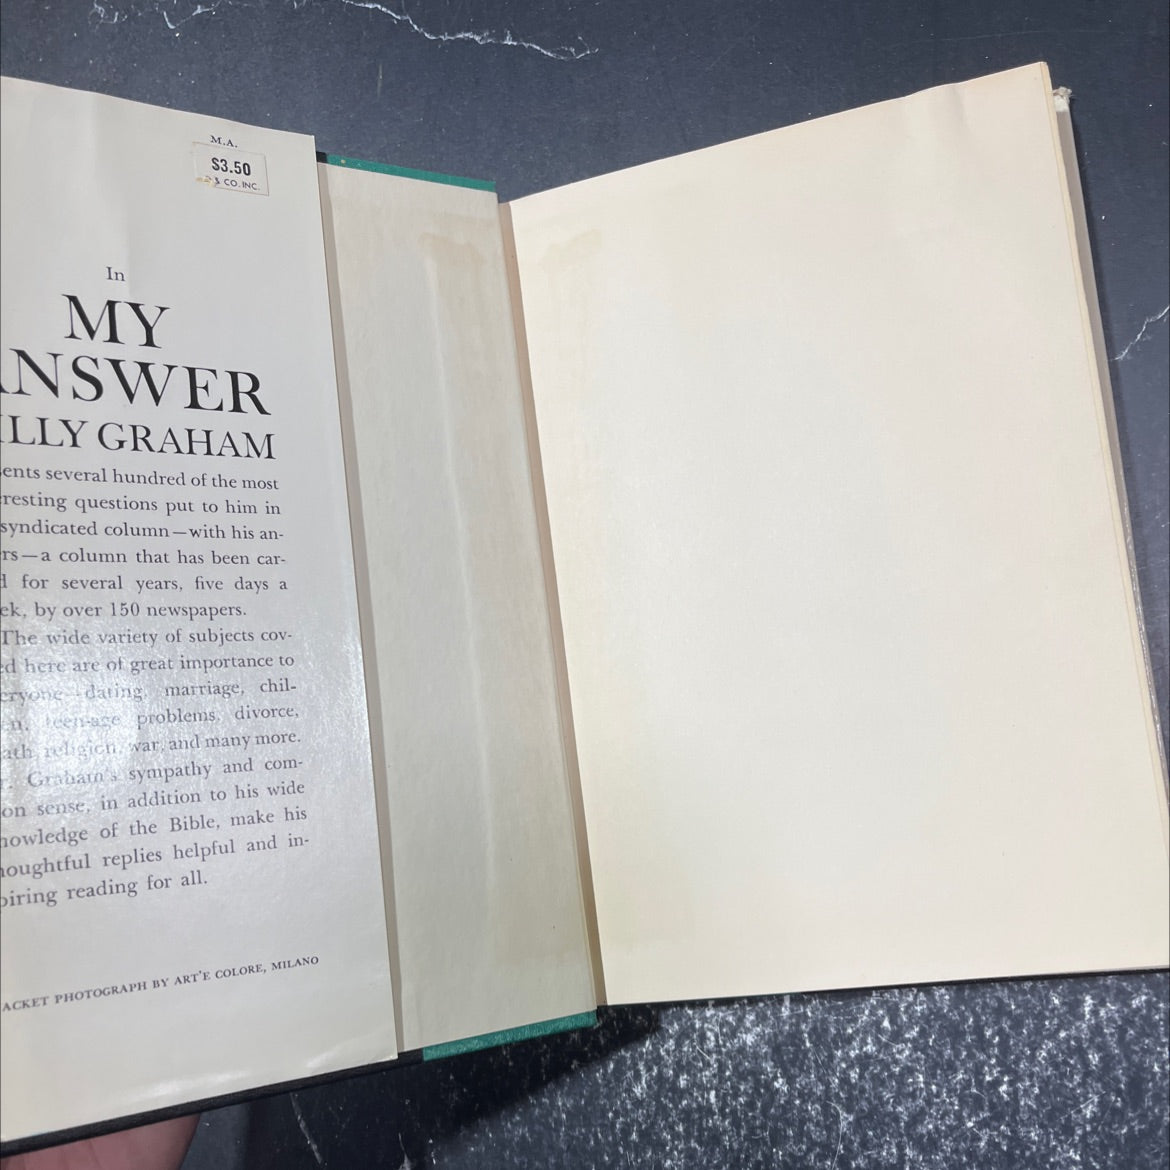 M.A.
$3.50
& CO. INC.
In
MY
NSWER
LLY GRAHAM
ents several hundred of the most
resting questions put to him in
syndicated column—with his an-
rs—a column that has been car-
d for several years, five days a
ek, by over 150 newspapers.
The wide variety of subjects cov-
ed here are of great importance to
eryone—dating, marriage, chil-
n, teen-age problems, divorce,
ath, religion, war, and many more.
r. Graham's sympathy and com-
on sense, in addition to his wide
nowledge of the Bible, make his
houghtful replies helpful and in-
piring reading for all.
ACKET PHOTOGRAPH BY ART'E COLORE, MILANO